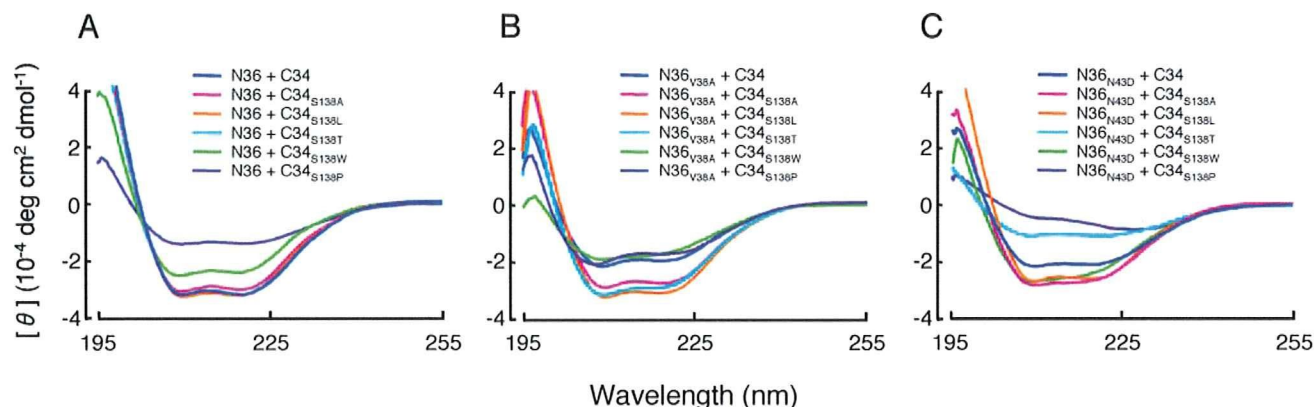 A
B
C
N36 + C34
N36 + C34S138A
N36 + C34S138L
N36 + C34S138T
N36 + C34S138W
N36 + C34S138P
N36V38A + C34
N36V38A + C34S138A
N36V38A + C34S138L
N36V38A + C34S138T
N36V38A + C34S138W
N36V38A + C34S138P
N36N43D + C34
N36N43D + C34S138A
N36N43D + C34S138L
N36N43D + C34S138T
N36N43D + C34S138W
N36N43D + C34S138P
[θ] (10-4 deg cm2 dmol-1)
4
2
0
-2
-4
195
225
255
4
2
0
-2
-4
195
225
255
4
2
0
-2
-4
195
225
255
Wavelength (nm)